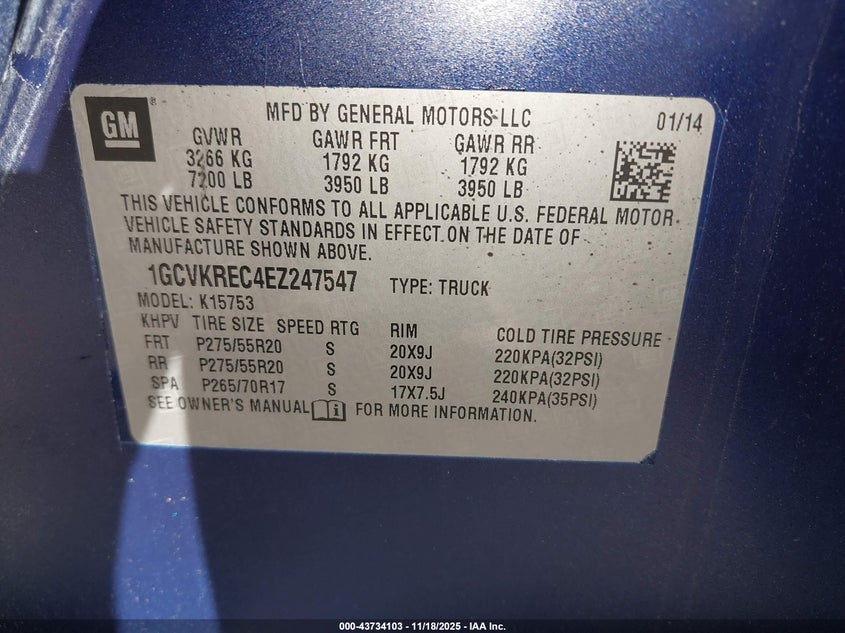 GM
MFD BY GENERAL MOTORS LLC
01/14
GVWR GAWR FRT GAWR RR
3266 KG 1792 KG 1792 KG
7200 LB 3950 LB 3950 LB
THIS VEHICLE CONFORMS TO ALL APPLICABLE U.S. FEDERAL MOTOR
VEHICLE SAFETY STANDARDS IN EFFECT ON THE DATE OF
MANUFACTURE SHOWN ABOVE.
1GCVKREC4EZ247547 TYPE: TRUCK
MODEL: K15753
KHPV TIRE SIZE SPEED RTG RIM COLD TIRE PRESSURE
FRT P275/55R20 S 20X9J 220KPA(32PSI)
RR P275/55R20 S 20X9J 220KPA(32PSI)
SPA P265/70R17 S 17X7.5J 240KPA(35PSI)
SEE OWNER'S MANUAL FOR MORE INFORMATION.
000-43734103 — 11/18/2025 - IAA Inc.